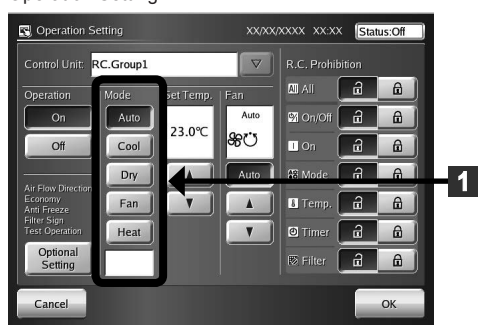 Operation Setting
XX/XX/XXXX XX:XX
Status:Off
Control Unit:
RC.Group1
R.C. Prohibition
Operation
On
Off
Mode
Auto
Cool
Dry
Fan
Heat
Set Temp.
23.0°C
Fan
Auto
Auto
All All
On/Off
On
Mode
Temp.
Timer
Filter
1
Air Flow Direction
Economy
Anti Freeze
Filter Sign
Test Operation
Optional
Setting
Cancel
OK